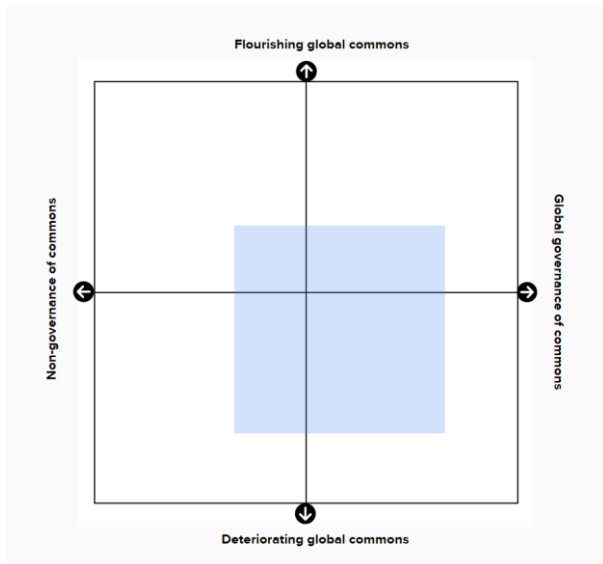 Flourishing global commons
Non-governance of commons
Global governance of commons
Deteriorating global commons